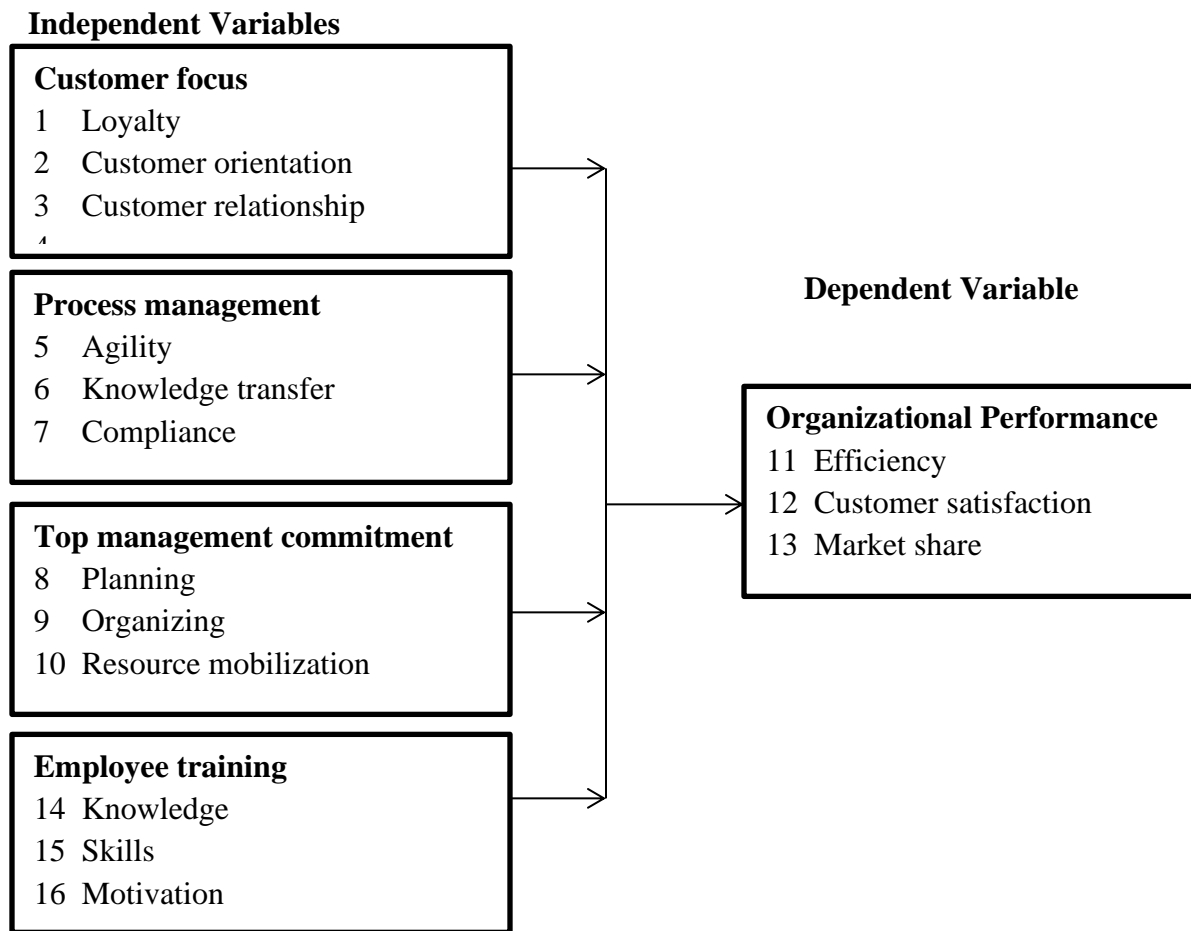 Independent Variables
Customer focus
1 Loyalty
2 Customer orientation
3 Customer relationship
Process management
5 Agility
6 Knowledge transfer
7 Compliance
Top management commitment
8 Planning
9 Organizing
10 Resource mobilization
Employee training
14 Knowledge
15 Skills
16 Motivation
Dependent Variable
Organizational Performance
11 Efficiency
12 Customer satisfaction
13 Market share